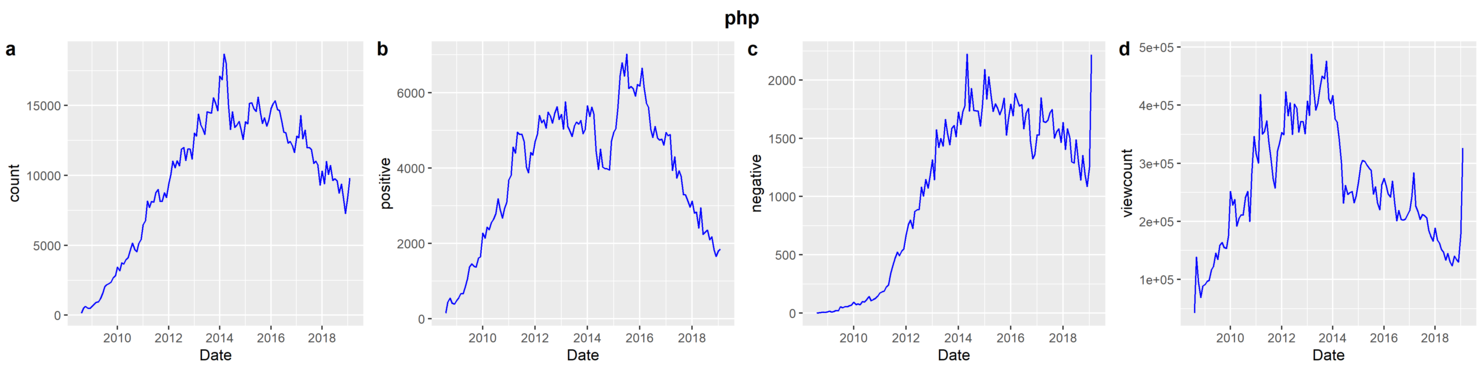 php
a
count
15000
10000
5000
0
2010 2012 2014 2016 2018
Date
b
positive
6000
4000
2000
0
2010 2012 2014 2016 2018
Date
c
negative
2000
1500
1000
500
0
2010 2012 2014 2016 2018
Date
d
viewcount
5e+05
4e+05
3e+05
2e+05
1e+05
2010 2012 2014 2016 2018
Date